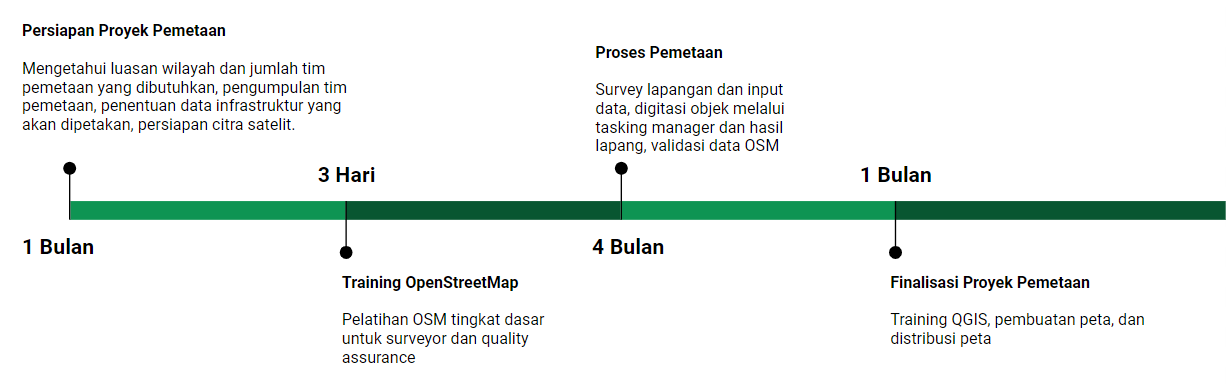 Persiapan Proyek Pemetaan
Mengetahui luasan wilayah dan jumlah tim
pemetaan yang dibutuhkan, pengumpulan tim
pemetaan, penentuan data infrastruktur yang
akan dipetakan, persiapan citra satelit.
1 Bulan
3 Hari
Training OpenStreetMap
Pelatihan OSM tingkat dasar
untuk surveyor dan quality
assurance
Proses Pemetaan
Survey lapangan dan input
data, digitasi objek melalui
tasking manager dan hasil
lapang, validasi data OSM
4 Bulan
1 Bulan
Finalisasi Proyek Pemetaan
Training QGIS, pembuatan peta, dan
distribusi peta